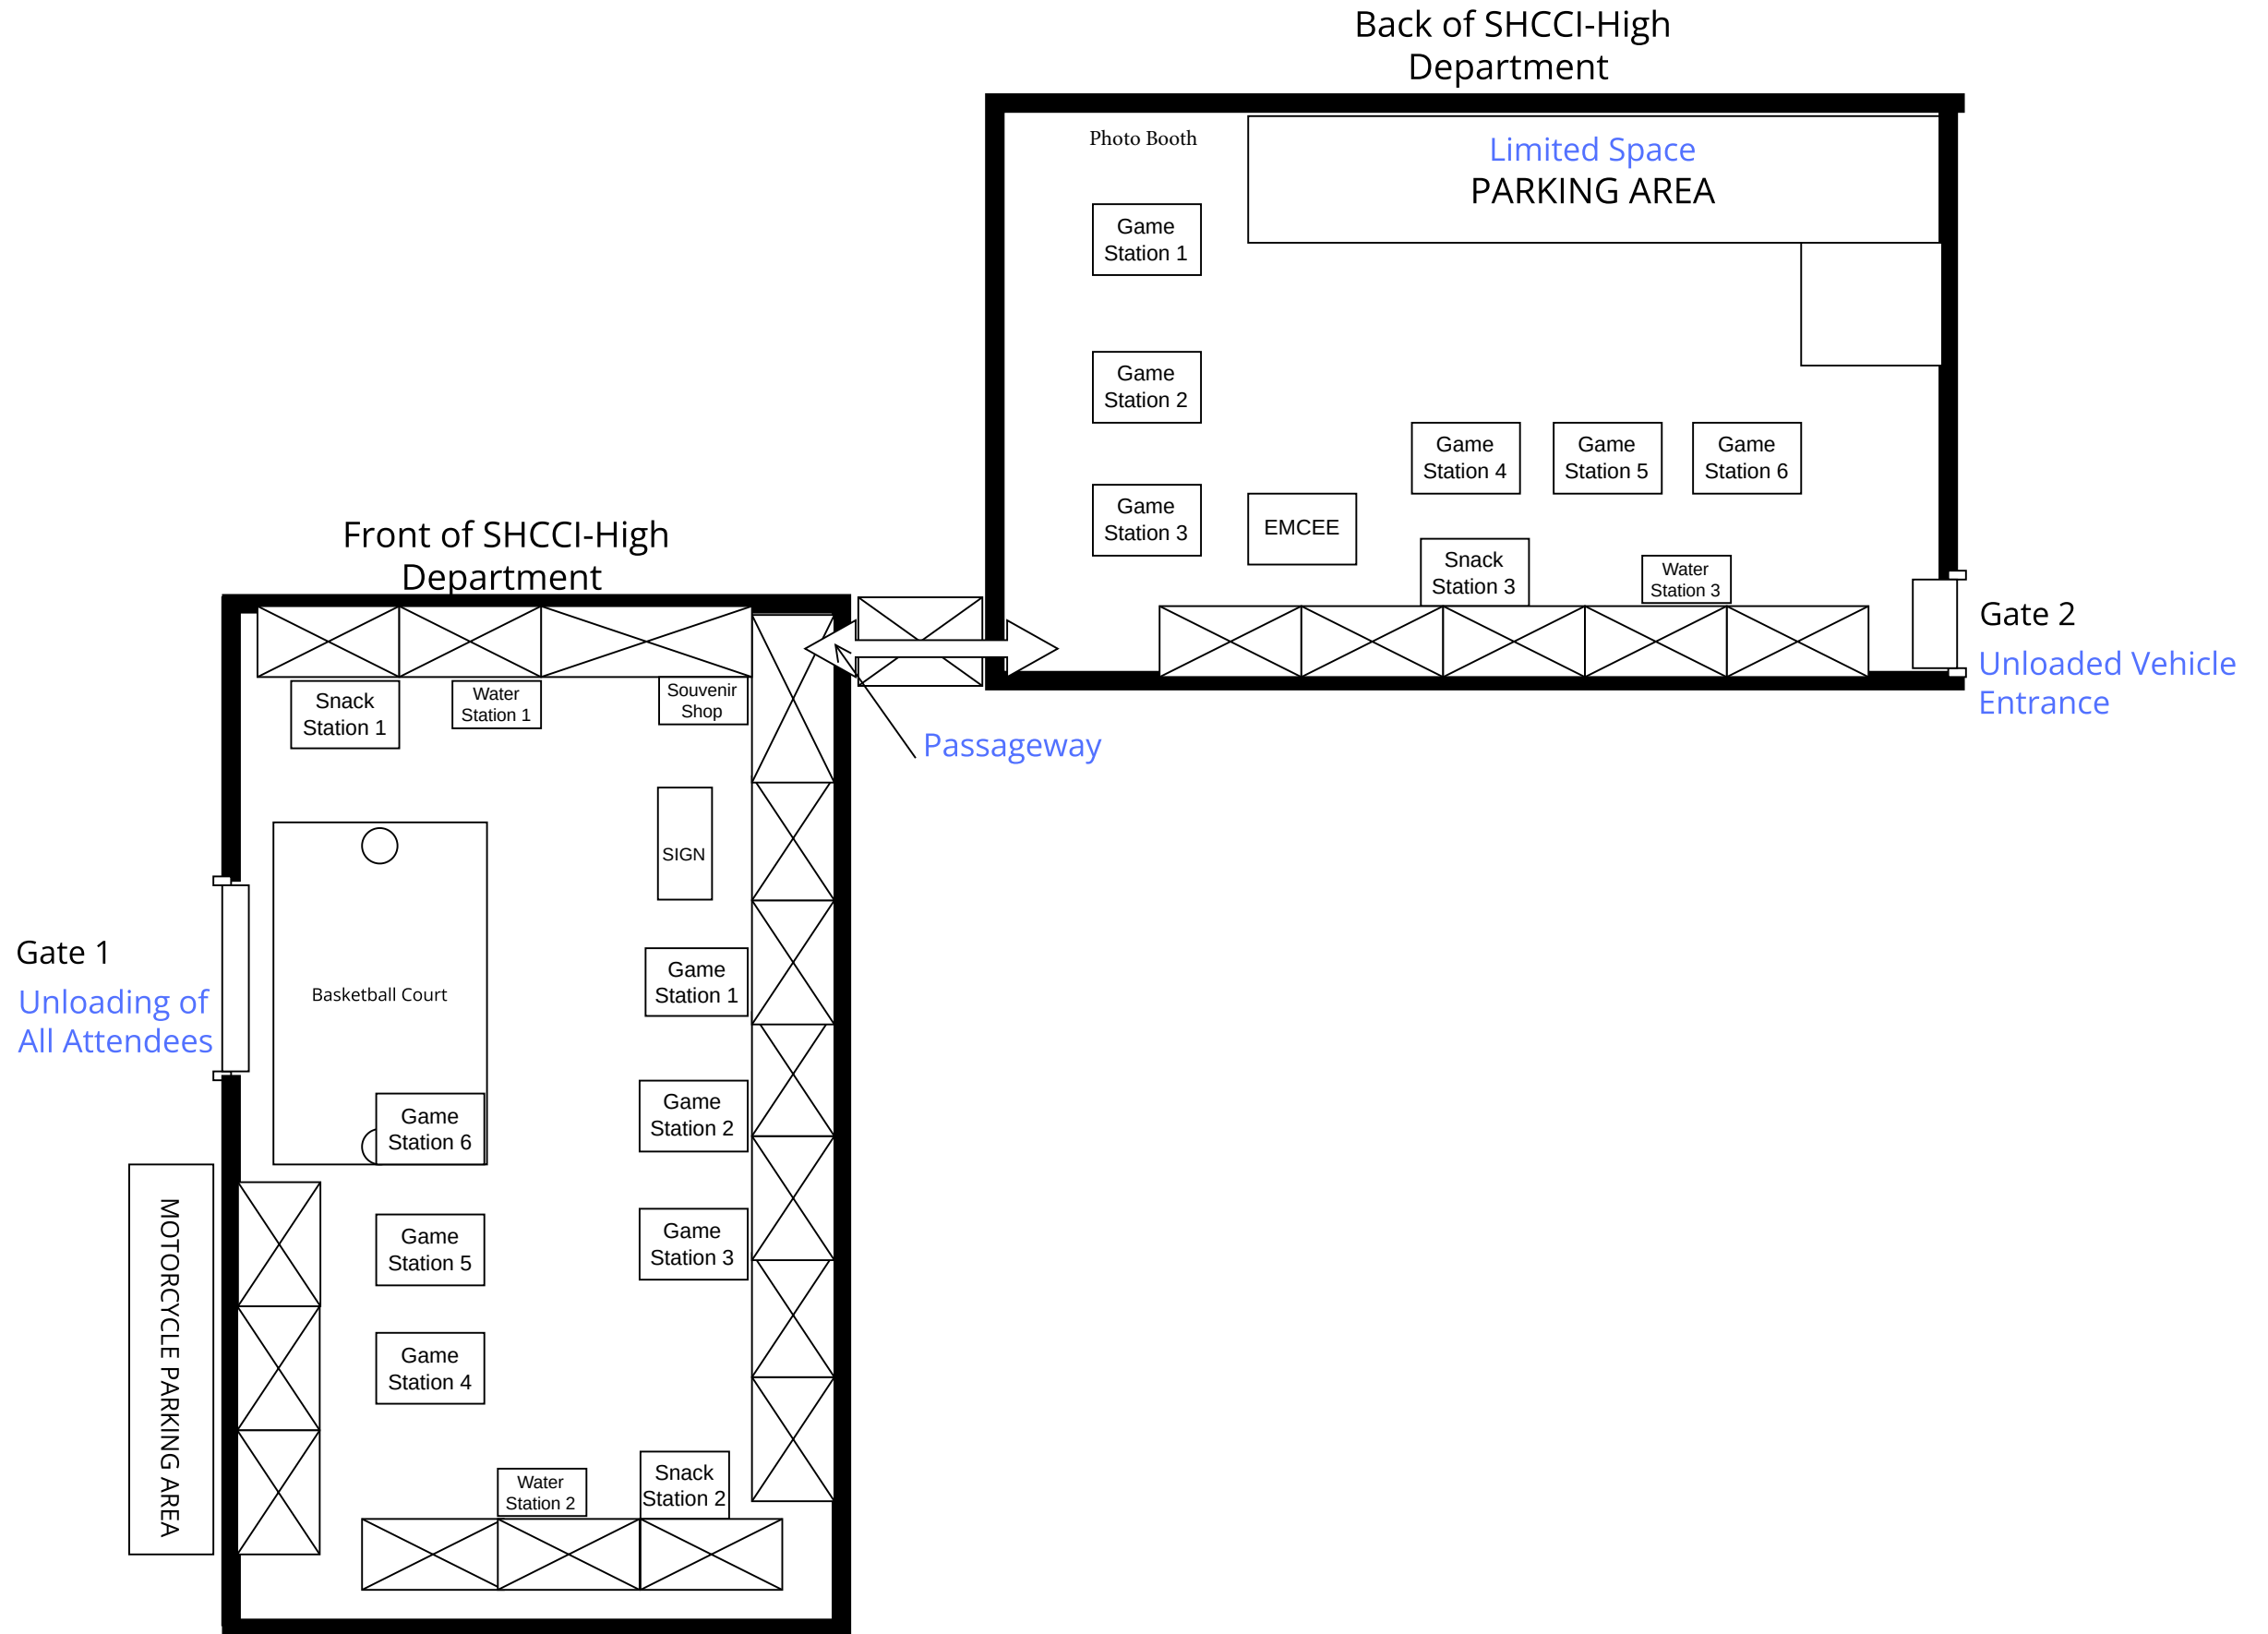 Back of SHCCI-High
Department
Photo Booth
Limited Space
PARKING AREA
Game
Station 1
Game
Station 2
Game
Station 3
EMCEE
Game
Station 4
Game
Station 5
Game
Station 6
Snack
Station 3
Water
Station 3
Gate 2
Unloaded Vehicle
Entrance
Passageway
Front of SHCCI-High
Department
Snack
Station 1
Water
Station 1
Souvenir
Shop
SIGN
Basketball Court
Gate 1
Unloading of
All Attendees
Game
Station 1
Game
Station 2
Game
Station 3
Game
Station 6
Game
Station 5
Game
Station 4
MOTORCYCLE PARKING AREA
Water
Station 2
Snack
Station 2